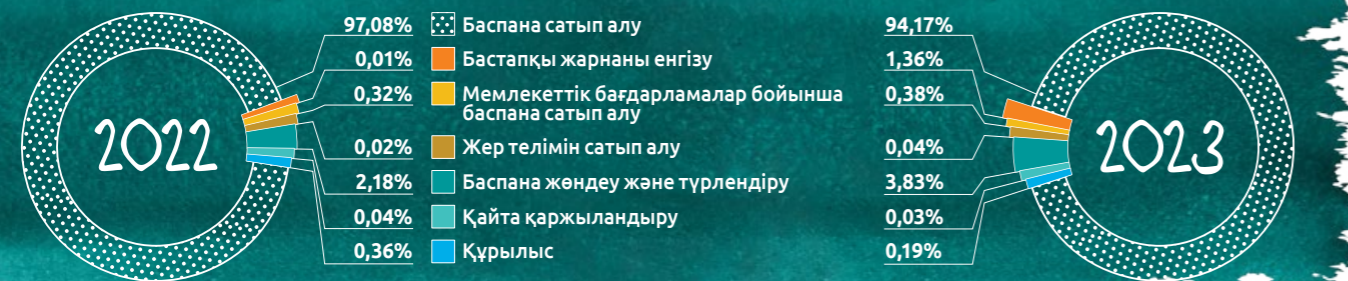 97,08% Баспана сатып алу 94,17%
0,01% Бастапқы жарнаны енгізу 1,36%
0,32% Мемлекеттік бағдарламалар бойынша 0,38%
баспана сатып алу
2022
2023
0,02% Жер телімін сатып алу 0,04%
2,18% Баспана жөндеу және түрлендіру 3,83%
0,04% Қайта қаржыландыру 0,03%
0,36% Құрылыс 0,19%